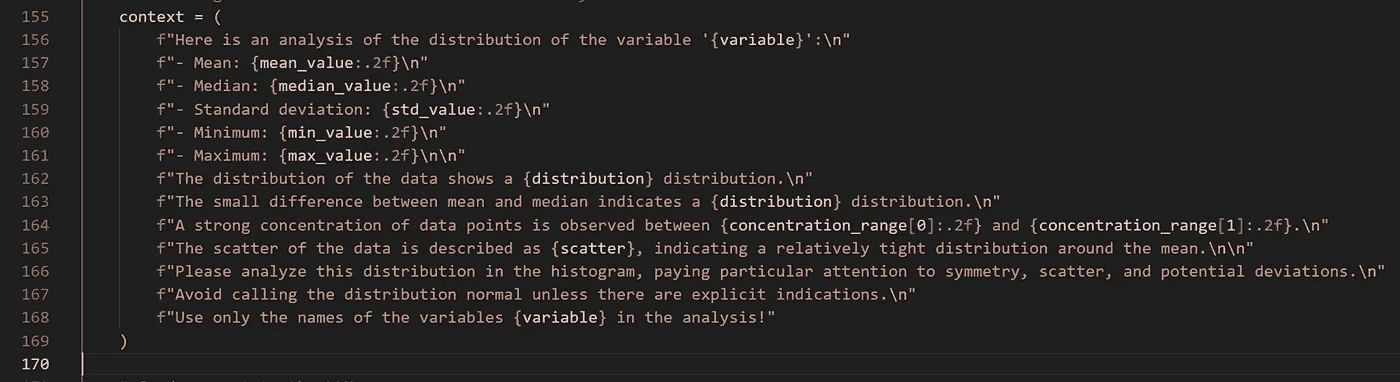 155 context = (
156 f"Here is an analysis of the distribution of the variable '{variable}':\n"
157 f"- Mean: {mean_value:.2f}\n"
158 f"- Median: {median_value:.2f}\n"
159 f"- Standard deviation: {std_value:.2f}\n"
160 f"- Minimum: {min_value:.2f}\n"
161 f"- Maximum: {max_value:.2f}\n\n"
162 f"The distribution of the data shows a {distribution} distribution.\n"
163 f"The small difference between mean and median indicates a {distribution} distribution.\n"
164 f"A strong concentration of data points is observed between {concentration_range[0]:.2f} and {concentration_range[1]:.2f}.\n"
165 f"The scatter of the data is described as {scatter}, indicating a relatively tight distribution around the mean.\n\n"
166 f"Please analyze this distribution in the histogram, paying particular attention to symmetry, scatter, and potential deviations.\n"
167 f"Avoid calling the distribution normal unless there are explicit indications.\n"
168 f"Use only the names of the variables {variable} in the analysis!"
169 )
170